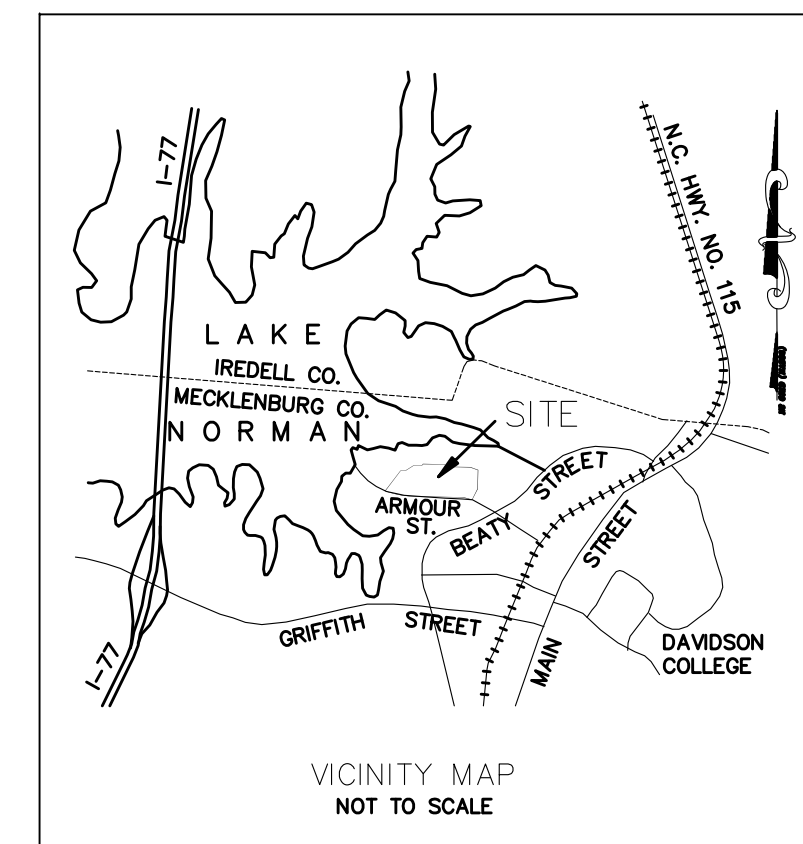 I-77
N.C. HWY. NO. 115
LAKE
IREDELL CO.
MECKLENBURG CO.
NORMAN
SITE
ARMOUR
ST.
BEATY STREET
MAIN STREET
GRIFFITH STREET
DAVIDSON
COLLEGE
I-77
VICINITY MAP
NOT TO SCALE